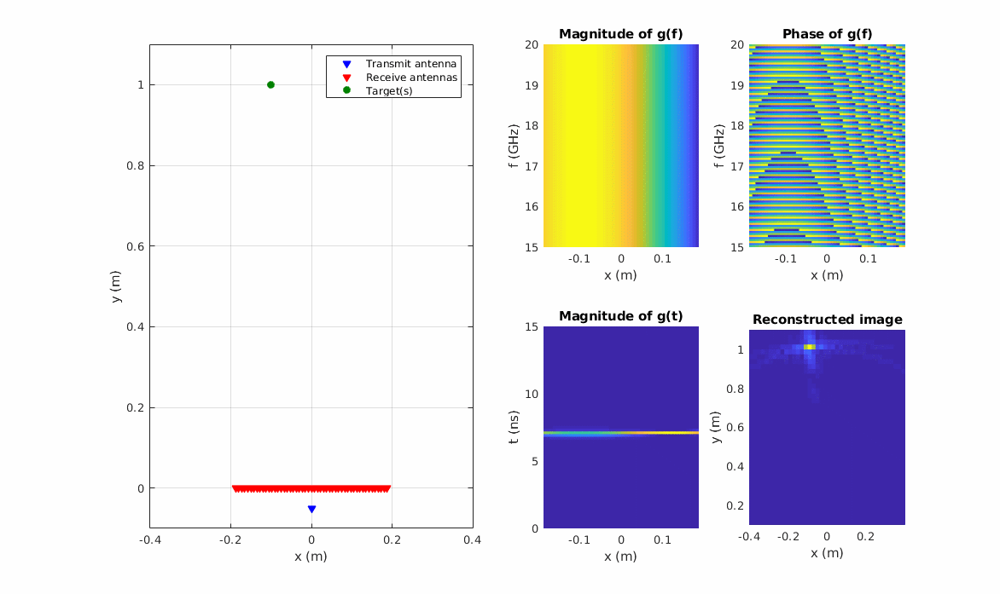 Transmit antenna
Receive antennas
Target(s)
1
0.8
0.6
0.4
0.2
0
y (m)
-0.4
-0.2
0
0.2
0.4
x (m)
Magnitude of g(f)
20
19
18
17
16
15
f (GHz)
-0.1
0
0.1
x (m)
Phase of g(f)
20
19
18
17
16
15
f (GHz)
-0.1
0
0.1
x (m)
Magnitude of g(t)
15
10
5
0
t (ns)
-0.1
0
0.1
x (m)
Reconstructed image
1
0.8
0.6
0.4
0.2
y (m)
-0.4
-0.2
0
0.2
x (m)